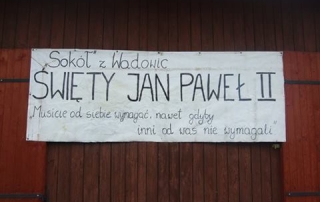 Sokół z Wadowic
ŚWIĘTY JAN PAWEŁ II
„Musicie od siebie wymagać, nawet gdyby
inni od was nie wymagali"